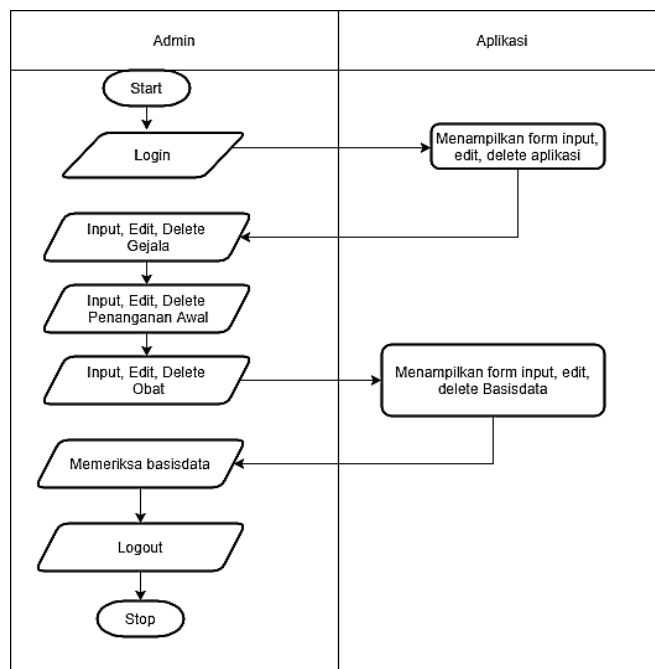 Admin
Aplikasi
Start
Login
Menampilkan form input,
edit, delete aplikasi
Input, Edit, Delete
Gejala
Input, Edit, Delete
Penanganan Awal
Input, Edit, Delete
Obat
Menampilkan form input, edit,
delete Basisdata
Memeriksa basisdata
Logout
Stop